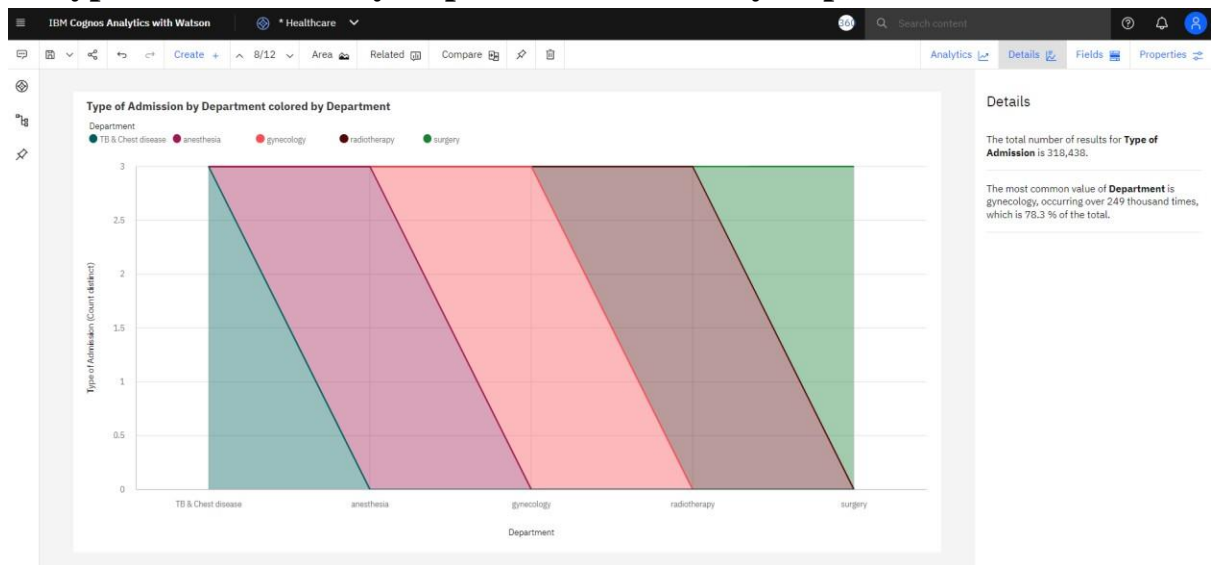 IBM Cognos Analytics with Watson
* Healthcare
360
Search content
Create +
8/12
Area
Related
Compare
Analytics
Details
Fields
Properties
Type of Admission by Department colored by Department
Department
TB & Chest disease anesthesia gynecology radiotherapy surgery
3
2.5
2
1.5
1
0.5
0
Type of Admission (Count distinct)
TB & Chest disease anesthesia gynecology radiotherapy surgery
Department
Details
The total number of results for Type of
Admission is 318,438.
The most common value of Department is
gynecology, occurring over 249 thousand times,
which is 78.3 % of the total.